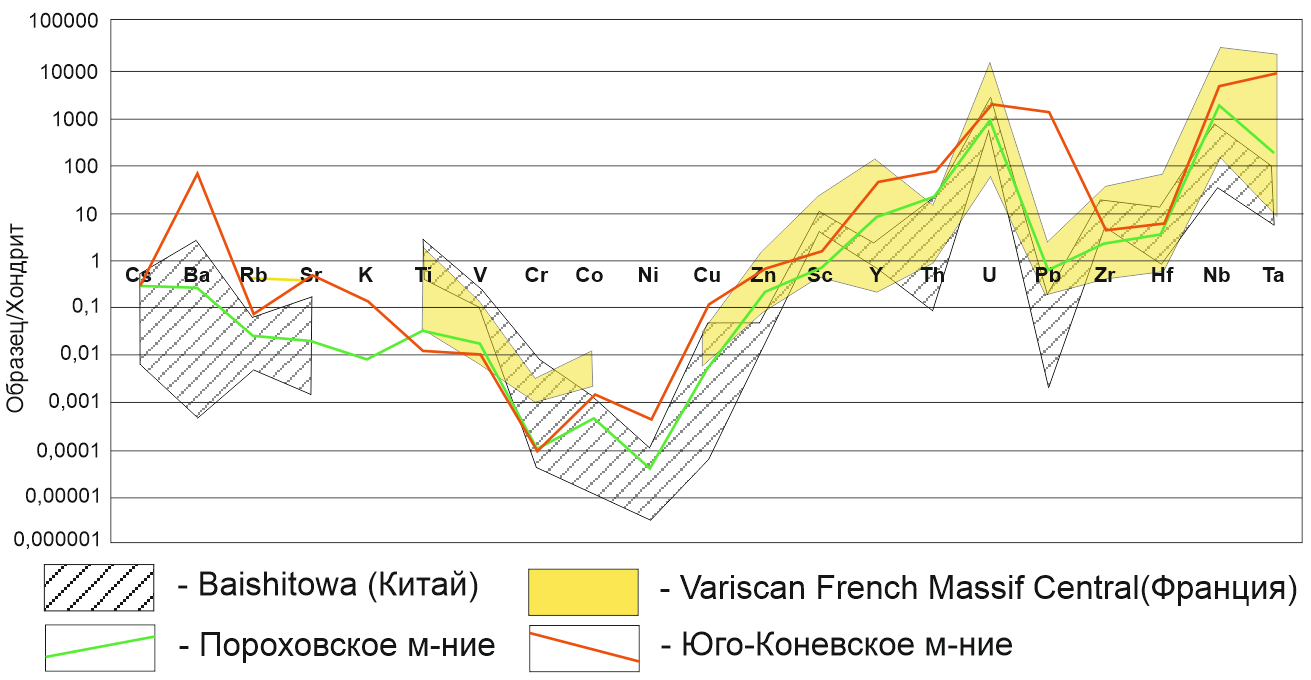 100000
10000
1000
100
10
1
0,1
0,01
0,001
0,0001
0,00001
0,000001
Образец/Хондрит
Cs Ba Rb Sr K Ti V Cr Co Ni Cu Zn Sc Y Th U Pb Zr Hf Nb Ta
- Baishitowa (Китай)
- Variscan French Massif Central(Франция)
- Пороховское м-ние
- Юго-Коневское м-ние